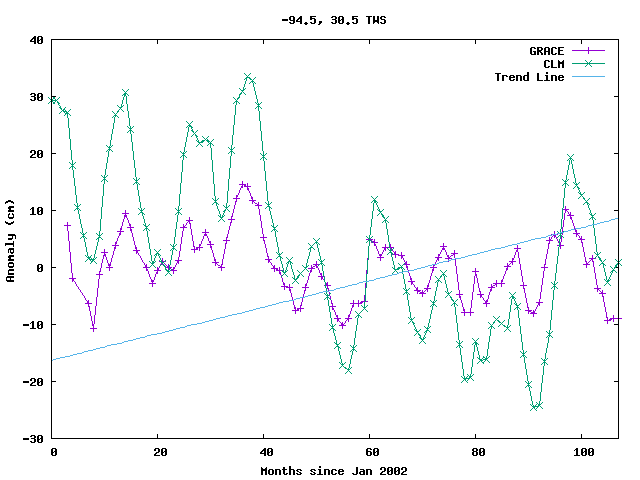 -94.5, 30.5 TWS
40
30
20
10
0
-10
-20
-30
Anomaly (cm)
GRACE
CLM
Trend Line
0 20 40 60 80 100
Months since Jan 2002